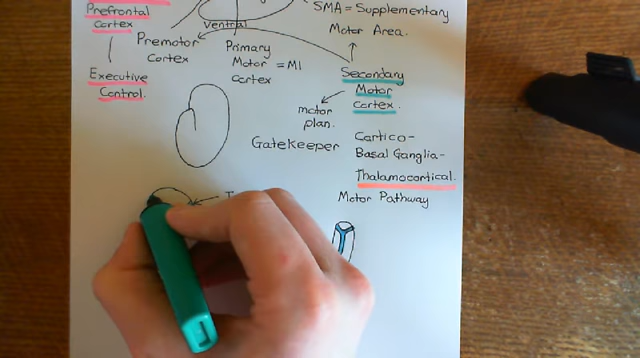 Prefrontal
Cortex
Executive
Control.
Ventral
Premotor
Cortex
Primary
Motor = M1
Cortex
SMA = Supplementary
Motor Area.
Secondary
Motor
Cortex.
motor
plan.
Gatekeeper
Cortico-
Basal Ganglia-
Thalamocortical.
Motor Pathway